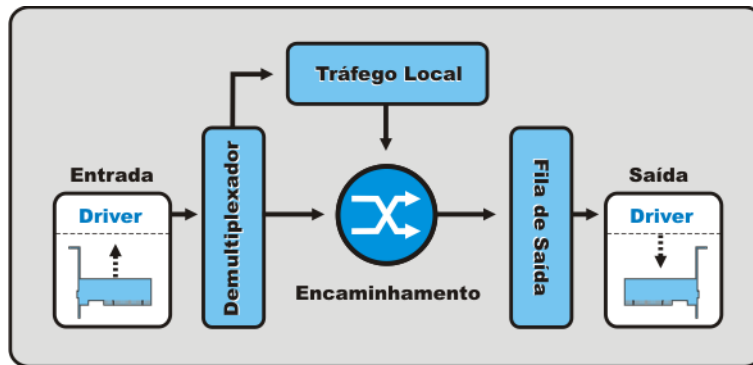 Tráfego Local
Entrada
Driver
Demultiplexador
Encaminhamento
Fila de Saída
Saída
Driver